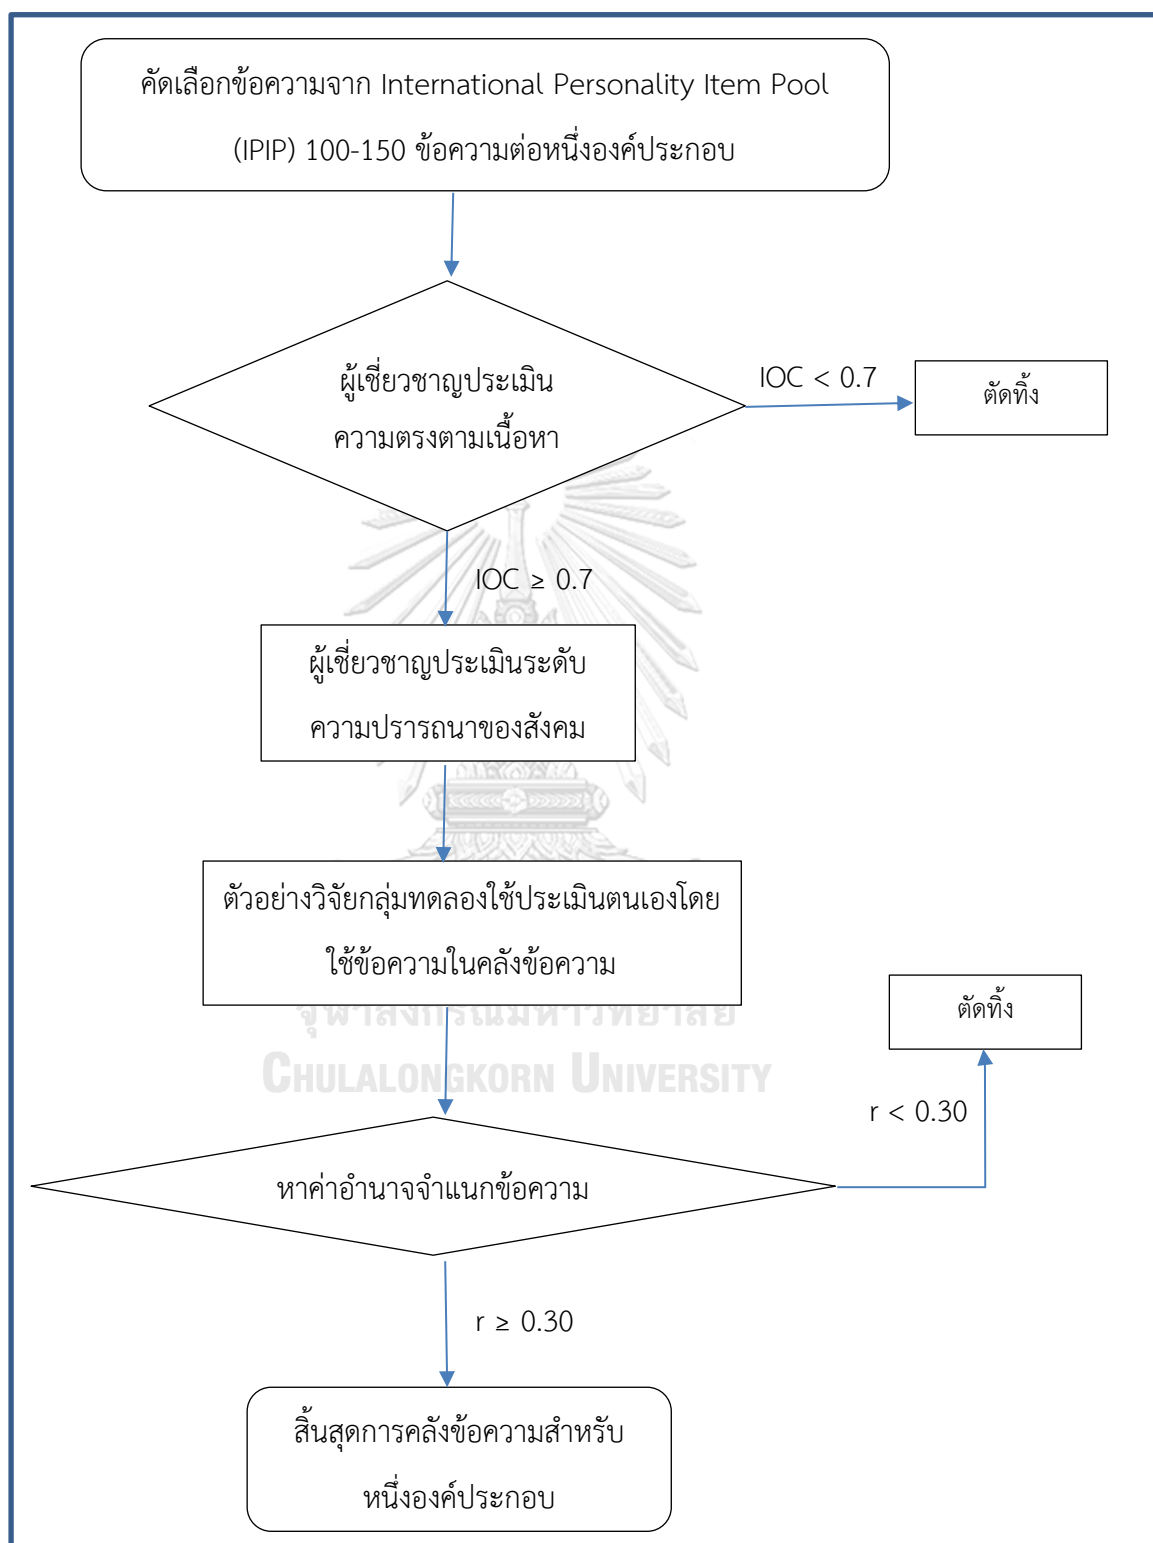 คัดเลือกข้อความจาก International Personality Item Pool
(IPIP) 100-150 ข้อความต่อหนึ่งองค์ประกอบ
ผู้เชี่ยวชาญประเมิน
ความตรงตามเนื้อหา
IOC < 0.7
ตัดทิ้ง
IOC ≥ 0.7
ผู้เชี่ยวชาญประเมินระดับ
ความปรารถนาของสังคม
ตัวอย่างวิจัยกลุ่มทดลองใช้ประเมินตนเองโดย
ใช้ข้อความในคลังข้อความ
จุฬาลงกรณ์มหาวิทยาลัย
CHULALONGKORN UNIVERSITY
ตัดทิ้ง
r < 0.30
หาค่าอำนาจจำแนกข้อความ
r ≥ 0.30
สิ้นสุดการคลังข้อความสำหรับ
หนึ่งองค์ประกอบ